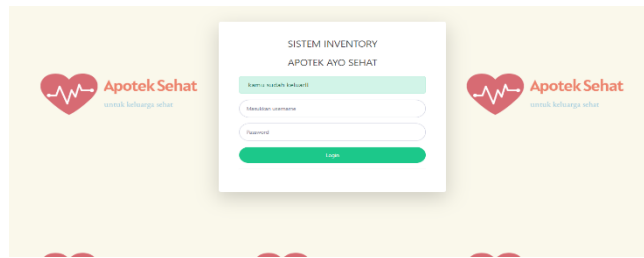 SISTEM INVENTORY
APOTEK AYO SEHAT
Apotek Sehat
untuk keluarga sehat
kamu sudah keluar!!
Masukkan username
Password
Login
Apotek Sehat
untuk keluarga sehat